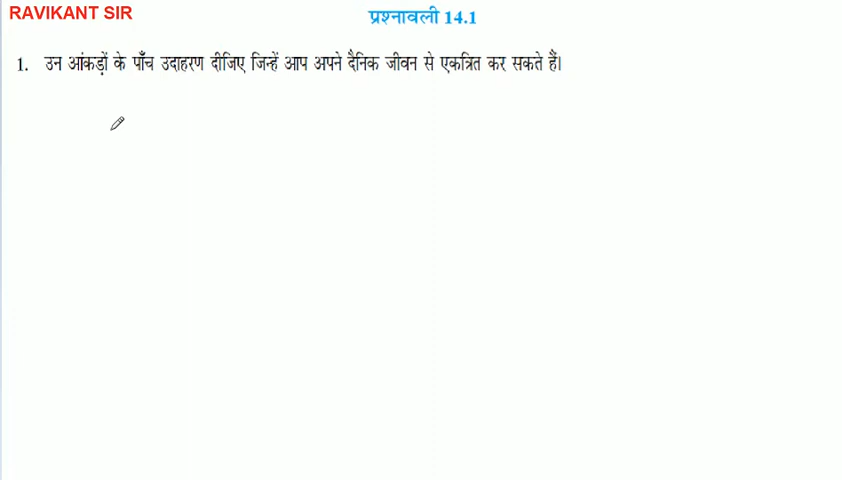 RAVIKANT SIR
प्रश्नावली 14.1
1. उन आंकड़ों के पाँच उदाहरण दीजिए जिन्हें आप अपने दैनिक जीवन से एकत्रित कर सकते हैं।